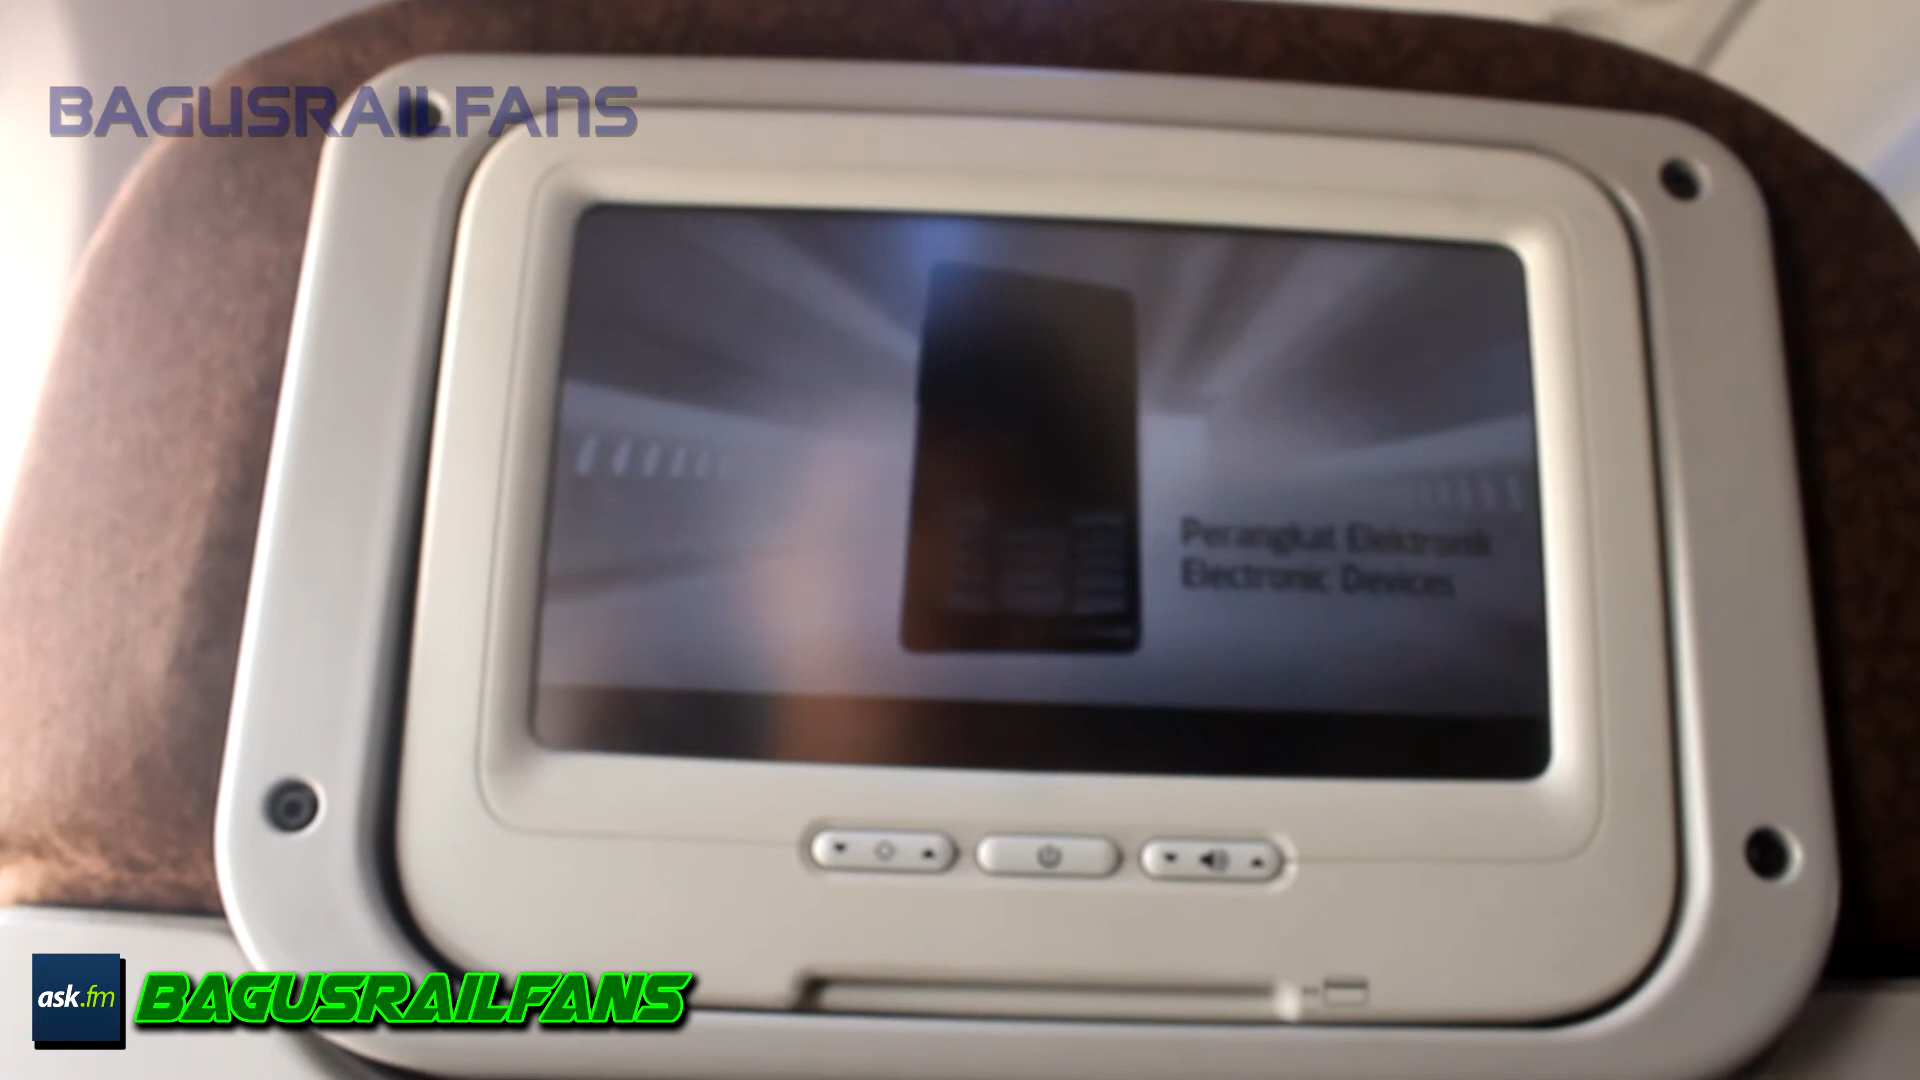 BAGUSRAILFANS
Perangkat Elektronik
Electronic Devices
ask.fm BAGUSRAILFANS